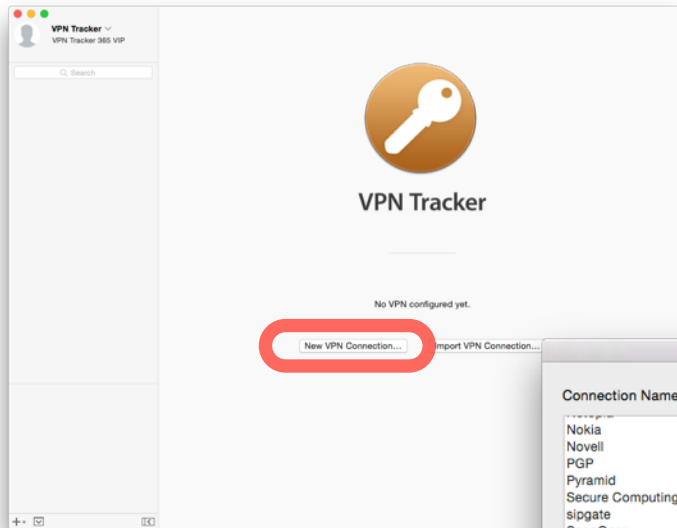 VPN Tracker
VPN Tracker 365 VIP
Search
VPN Tracker
No VPN configured yet.
New VPN Connection...
Import VPN Connection...
Connection Name
Nokia
Novell
PGP
Pyramid
Secure Computing
sipgate